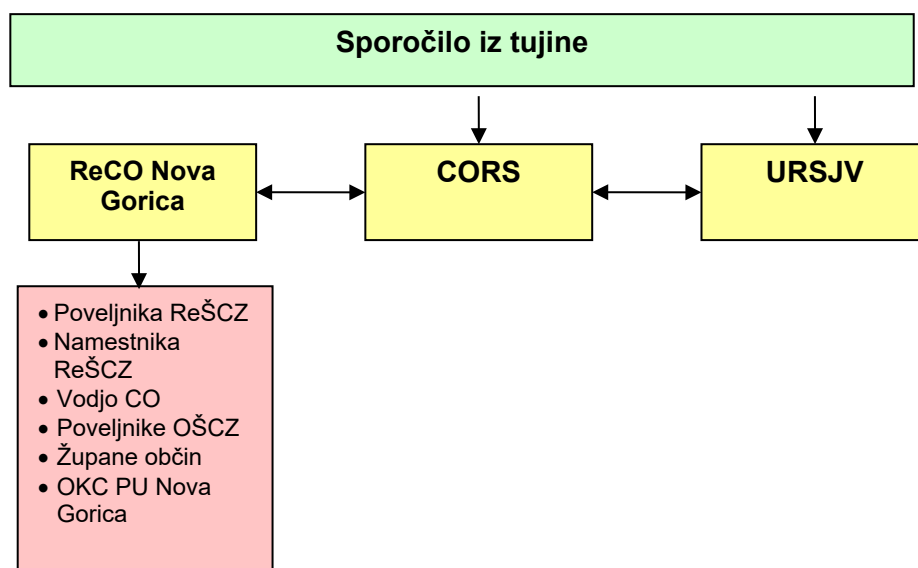 Sporočilo iz tujine
ReCO Nova
Gorica
CORS
URSJV
• Poveljnika ReŠCZ
• Namestnika
ReŠCZ
• Vodjo CO
• Poveljnike OŠCZ
• Župane občin
• OKC PU Nova
Gorica